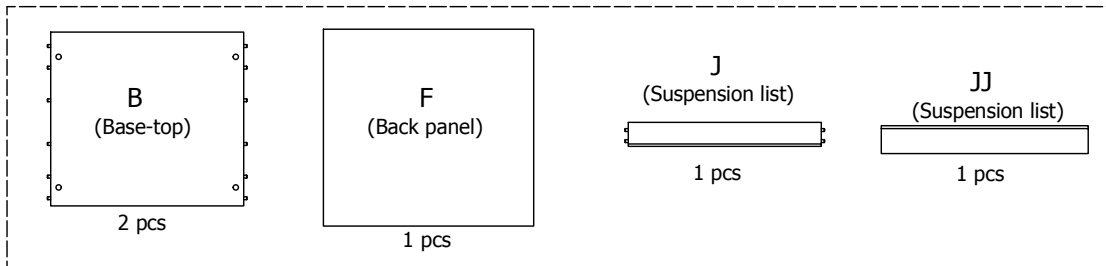 B
(Base-top)
2 pcs
F
(Back panel)
1 pcs
J
(Suspension list)
1 pcs
JJ
(Suspension list)
1 pcs